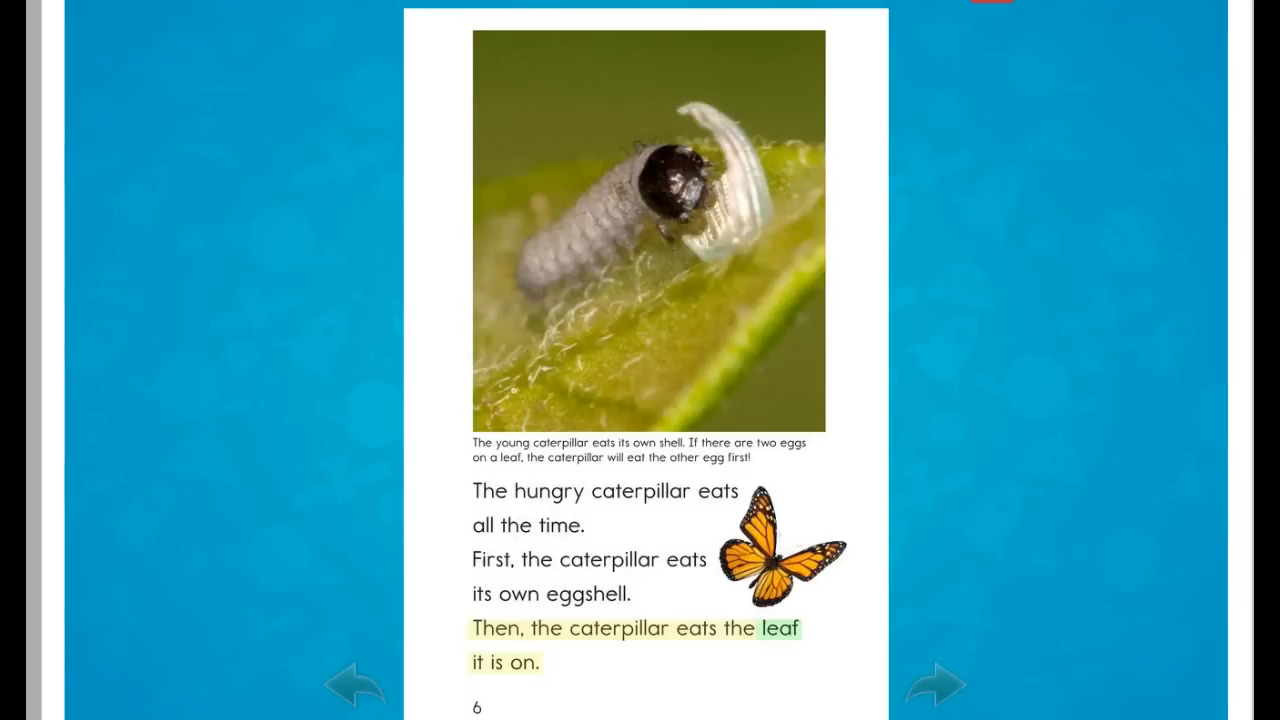 The young caterpillar eats its own shell. If there are two eggs
on a leaf, the caterpillar will eat the other egg first!
The hungry caterpillar eats
all the time.
First, the caterpillar eats
its own eggshell.
Then, the caterpillar eats the leaf
it is on.
6